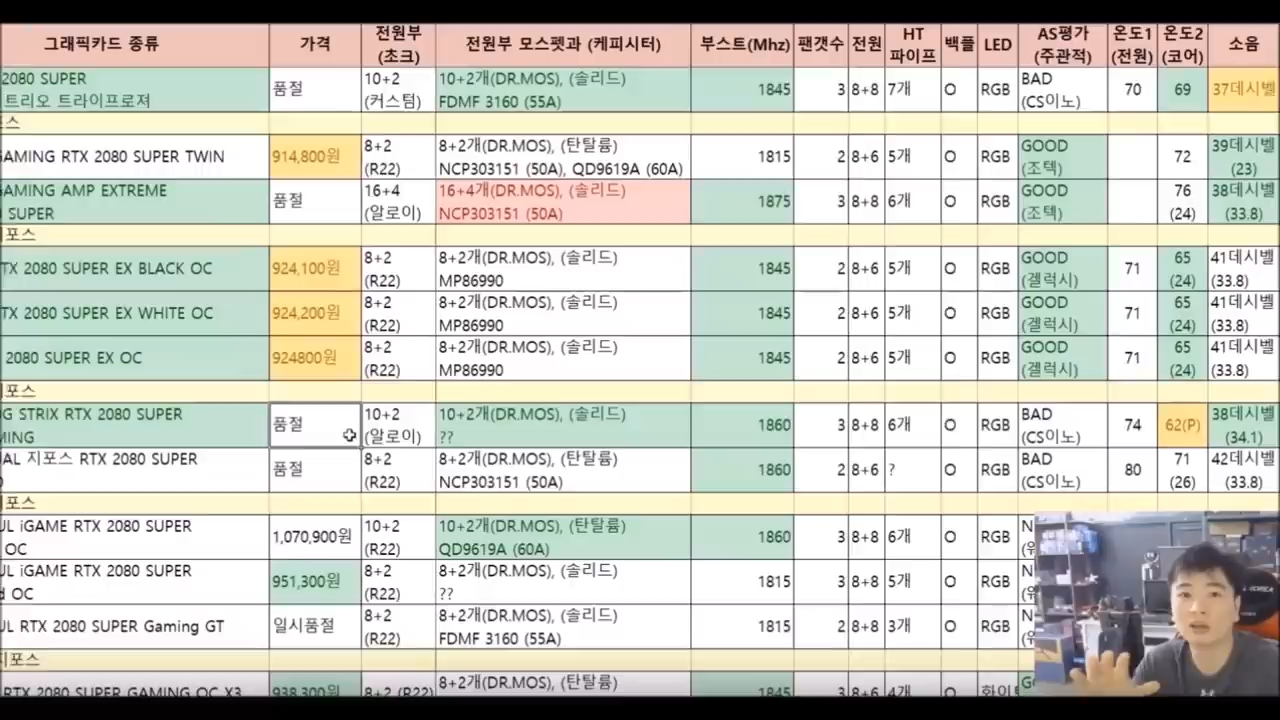 그래픽카드 종류 가격 전원부 (초크) 전원부 모스펫과 (케피시터) 부스트(Mhz) 팬갯수 전원 HT 파이프 백플 LED AS평가 (주관적) 온도1 (전원) 온도2 (코어) 소음
2080 SUPER 품절 10+2 10+2개(DR.MOS), (솔리드) 1845 3 8+8 7개 O RGB BAD 70 69 37데시벨
트리오 트라이프로져 (커스텀) FDMF 3160 (55A) (CS이노)
포스
GAMING RTX 2080 SUPER TWIN 914,800원 8+2 8+2개(DR.MOS), (탄탈륨) 1815 2 8+6 5개 O RGB GOOD 72 39데시벨
(R22) NCP303151 (50A), QD9619A (60A) (조텍) (23)
GAMING AMP EXTREME 품절 16+4 16+4개(DR.MOS), (솔리드) 1875 3 8+8 6개 O RGB GOOD 76 38데시벨
SUPER (알로이) NCP303151 (50A) (조텍) (24) (33.8)
지포스
TX 2080 SUPER EX BLACK OC 924,100원 8+2 8+2개(DR.MOS), (솔리드) 1845 2 8+6 5개 O RGB GOOD 71 65 41데시벨
(R22) MP86990 (겔럭시) (24) (33.8)
TX 2080 SUPER EX WHITE OC 924,200원 8+2 8+2개(DR.MOS), (솔리드) 1845 2 8+6 5개 O RGB GOOD 71 65 41데시벨
(R22) MP86990 (겔럭시) (24) (33.8)
2080 SUPER EX OC 924800원 8+2 8+2개(DR.MOS), (솔리드) 1845 2 8+6 5개 O RGB GOOD 71 65 41데시벨
(R22) MP86990 (겔럭시) (24) (33.8)
지포스
G STRIX RTX 2080 SUPER 품절 10+2 10+2개(DR.MOS), (솔리드) 1860 3 8+8 6개 O RGB BAD 74 62(P) 38데시벨
MING (알로이) ?? (CS이노) (34.1)
AL 지포스 RTX 2080 SUPER 품절 8+2 8+2개(DR.MOS), (탄탈륨) 1860 2 8+6 ? O RGB BAD 80 71 42데시벨
(R22) NCP303151 (50A) (CS이노) (26) (33.8)
포스
UL iGAME RTX 2080 SUPER 1,070,900원 10+2 10+2개(DR.MOS), (탄탈륨) 1860 3 8+8 6개 O RGB N
OC (R22) QD9619A (60A)
UL iGAME RTX 2080 SUPER 951,300원 8+2 8+2개(DR.MOS), (솔리드) 1815 3 8+8 5개 O RGB N
OC (R22) ??
UL RTX 2080 SUPER Gaming GT 일시품절 8+2 8+2개(DR.MOS), (솔리드) 1815 2 8+8 3개 O RGB N
(R22) FDMF 3160 (55A)
지포스
RTX 2080 SUPER GAMING OC X3 938,300원 8+2 (R22) 8+2개(DR.MOS), (탄탈륨) 1845 3 8+6 4개 O